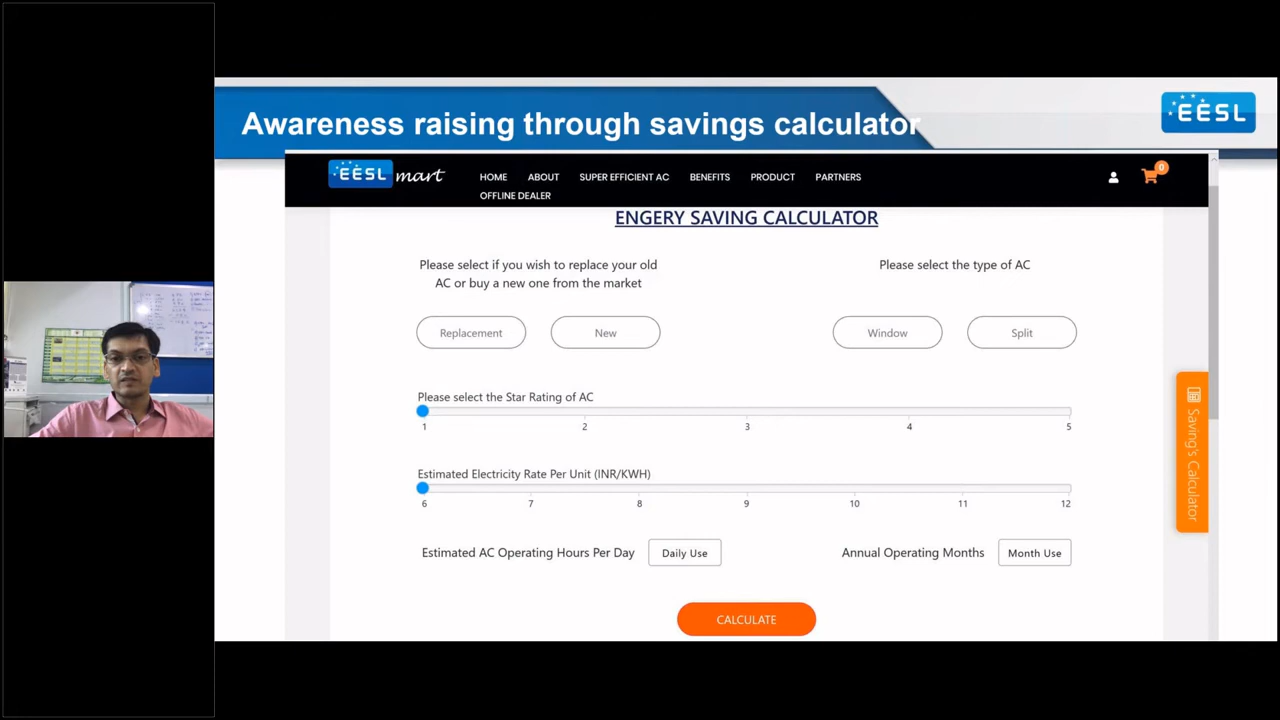 Awareness raising through savings calculator
EESL
EESL mart
HOME ABOUT SUPER EFFICIENT AC BENEFITS PRODUCT PARTNERS
OFFLINE DEALER
0
ENGERY SAVING CALCULATOR
Please select if you wish to replace your old
AC or buy a new one from the market
Please select the type of AC
Replacement New Window Split
Please select the Star Rating of AC
1 2 3 4 5
Estimated Electricity Rate Per Unit (INR/KWH)
6 7 8 9 10 11 12
Estimated AC Operating Hours Per Day Daily Use Annual Operating Months Month Use
CALCULATE
Saving's Calculator